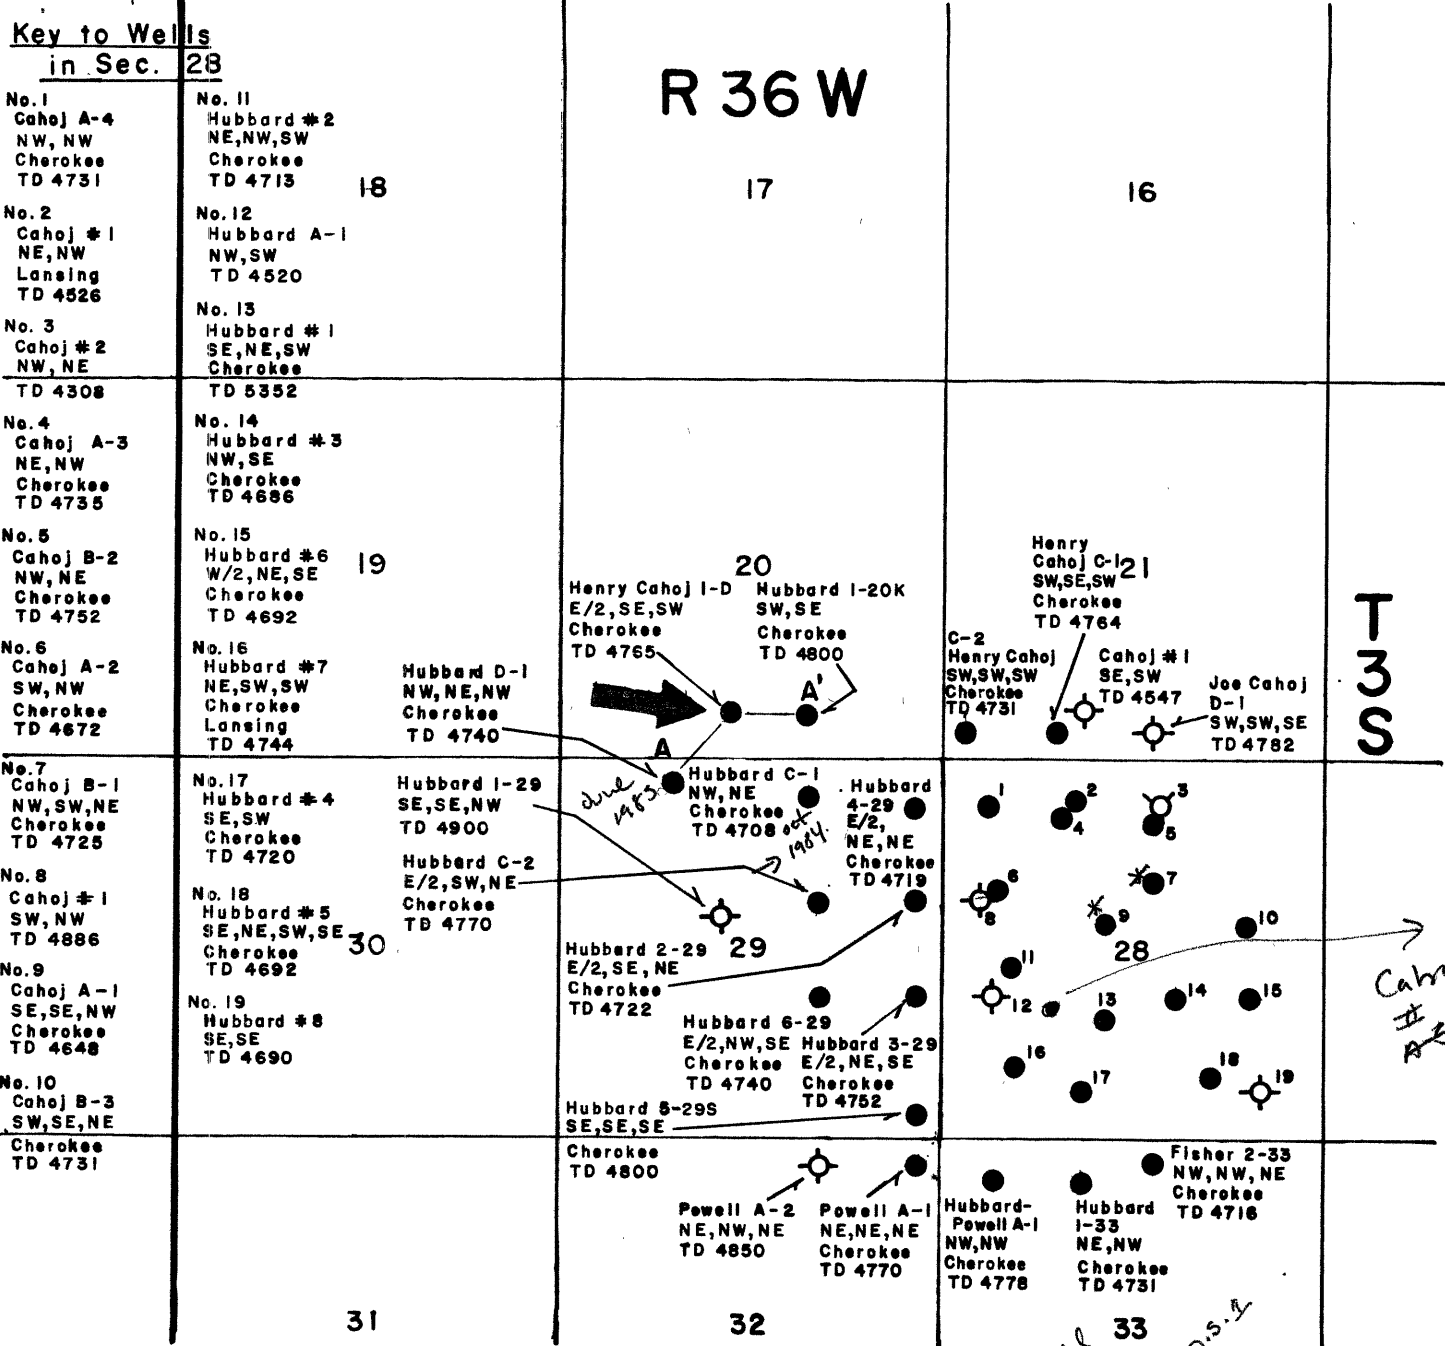 Key to Wells
in Sec. 28
No. 1
Cahoj A-4
NW, NW
Cherokee
TD 4731
No. 2
Cahoj #1
NE, NW
Lansing
TD 4526
No. 3
Cahoj #2
NW, NE
TD 4308
No. 4
Cahoj A-3
NE, NW
Cherokee
TD 4735
No. 5
Cahoj B-2
NW, NE
Cherokee
TD 4752
No. 6
Cahoj A-2
SW, NW
Cherokee
TD 4672
No. 7
Cahoj B-1
NW, SW, NE
Cherokee
TD 4725
No. 8
Cahoj #1
SW, NW
TD 4886
No. 9
Cahoj A-1
SE, SE, NW
Cherokee
TD 4648
No. 10
Cahoj B-3
SW, SE, NE
Cherokee
TD 4731
No. 11
Hubbard #2
NE, NW, SW
Cherokee
TD 4713
No. 12
Hubbard A-1
NW, SW
TD 4520
No. 13
Hubbard #1
SE, NE, SW
Cherokee
TD 5352
No. 14
Hubbard #3
NW, SE
Cherokee
TD 4686
No. 15
Hubbard #6
W/2, NE, SE
Cherokee
TD 4692
No. 16
Hubbard #7
NE, SW, SW
Cherokee
Lansing
TD 4744
No. 17
Hubbard #4
SE, SW
Cherokee
TD 4720
No. 18
Hubbard #5
SE, NE, SW, SE
Cherokee
TD 4692
No. 19
Hubbard #8
SE, SE
TD 4690
R 36 W
T
3
S
18
17
16
19
20
21
Henry Cahoj 1-D
E/2, SE, SW
Cherokee
TD 4765
Hubbard 1-20K
SW, SE
Cherokee
TD 4800
A'
A
Henry
Cahoj C-1
SW, SE, SW
Cherokee
TD 4764
C-2
Henry Cahoj
SW, SW, SW
Cherokee
TD 4731
Cahoj #1
SE, SW
TD 4547
Joe Cahoj
D-1
SW, SW, SE
TD 4782
Hubbard D-1
NW, NE, NW
Cherokee
TD 4740
Hubbard 1-29
SE, SE, NW
TD 4900
June
1983
Hubbard C-1
NW, NE
Cherokee
TD 4708
oct
1984
Hubbard
4-29
E/2,
NE, NE
Cherokee
TD 4719
Hubbard C-2
E/2, SW, NE
Cherokee
TD 4770
Hubbard 2-29
E/2, SE, NE
Cherokee
TD 4722
Hubbard 6-29
E/2, NW, SE
Cherokee
TD 4740
Hubbard 3-29
E/2, NE, SE
Cherokee
TD 4752
Hubbard 5-29S
SE, SE, SE
Cherokee
TD 4800
30
29
28
1
2
3
4
5
6
7
8
9
10
11
12
13
14
15
16
17
18
19
Powell A-2
NE, NW, NE
TD 4850
Powell A-1
NE, NE, NE
Cherokee
TD 4770
Hubbard-
Powell A-1
NW, NW
Cherokee
TD 4778
Hubbard
1-33
NE, NW
Cherokee
TD 4731
Fisher 2-33
NW, NW, NE
Cherokee
TD 4716
31
32
33